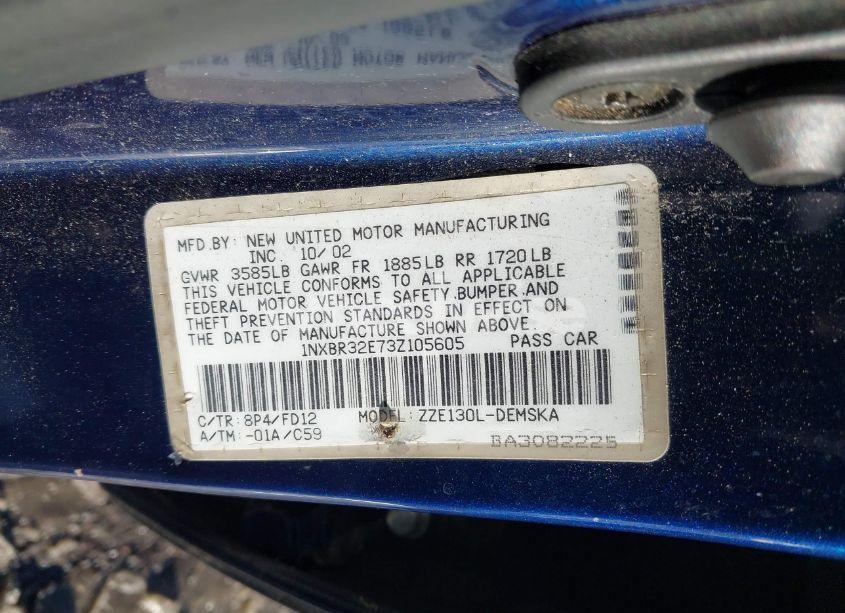 MFD.BY: NEW UNITED MOTOR MANUFACTURING
INC. 10/02
GVWR 3585LB GAWR FR 1885LB RR 1720LB
THIS VEHICLE CONFORMS TO ALL APPLICABLE
FEDERAL MOTOR VEHICLE SAFETY,BUMPER,AND
THEFT PREVENTION STANDARDS IN EFFECT ON
THE DATE OF MANUFACTURE SHOWN ABOVE.
1NXBR32E73Z105605 PASS CAR
C/TR: 8P4/FD12 MODEL: ZZE130L-DEMSKA
A/TM: -01A/C59
BA3082225